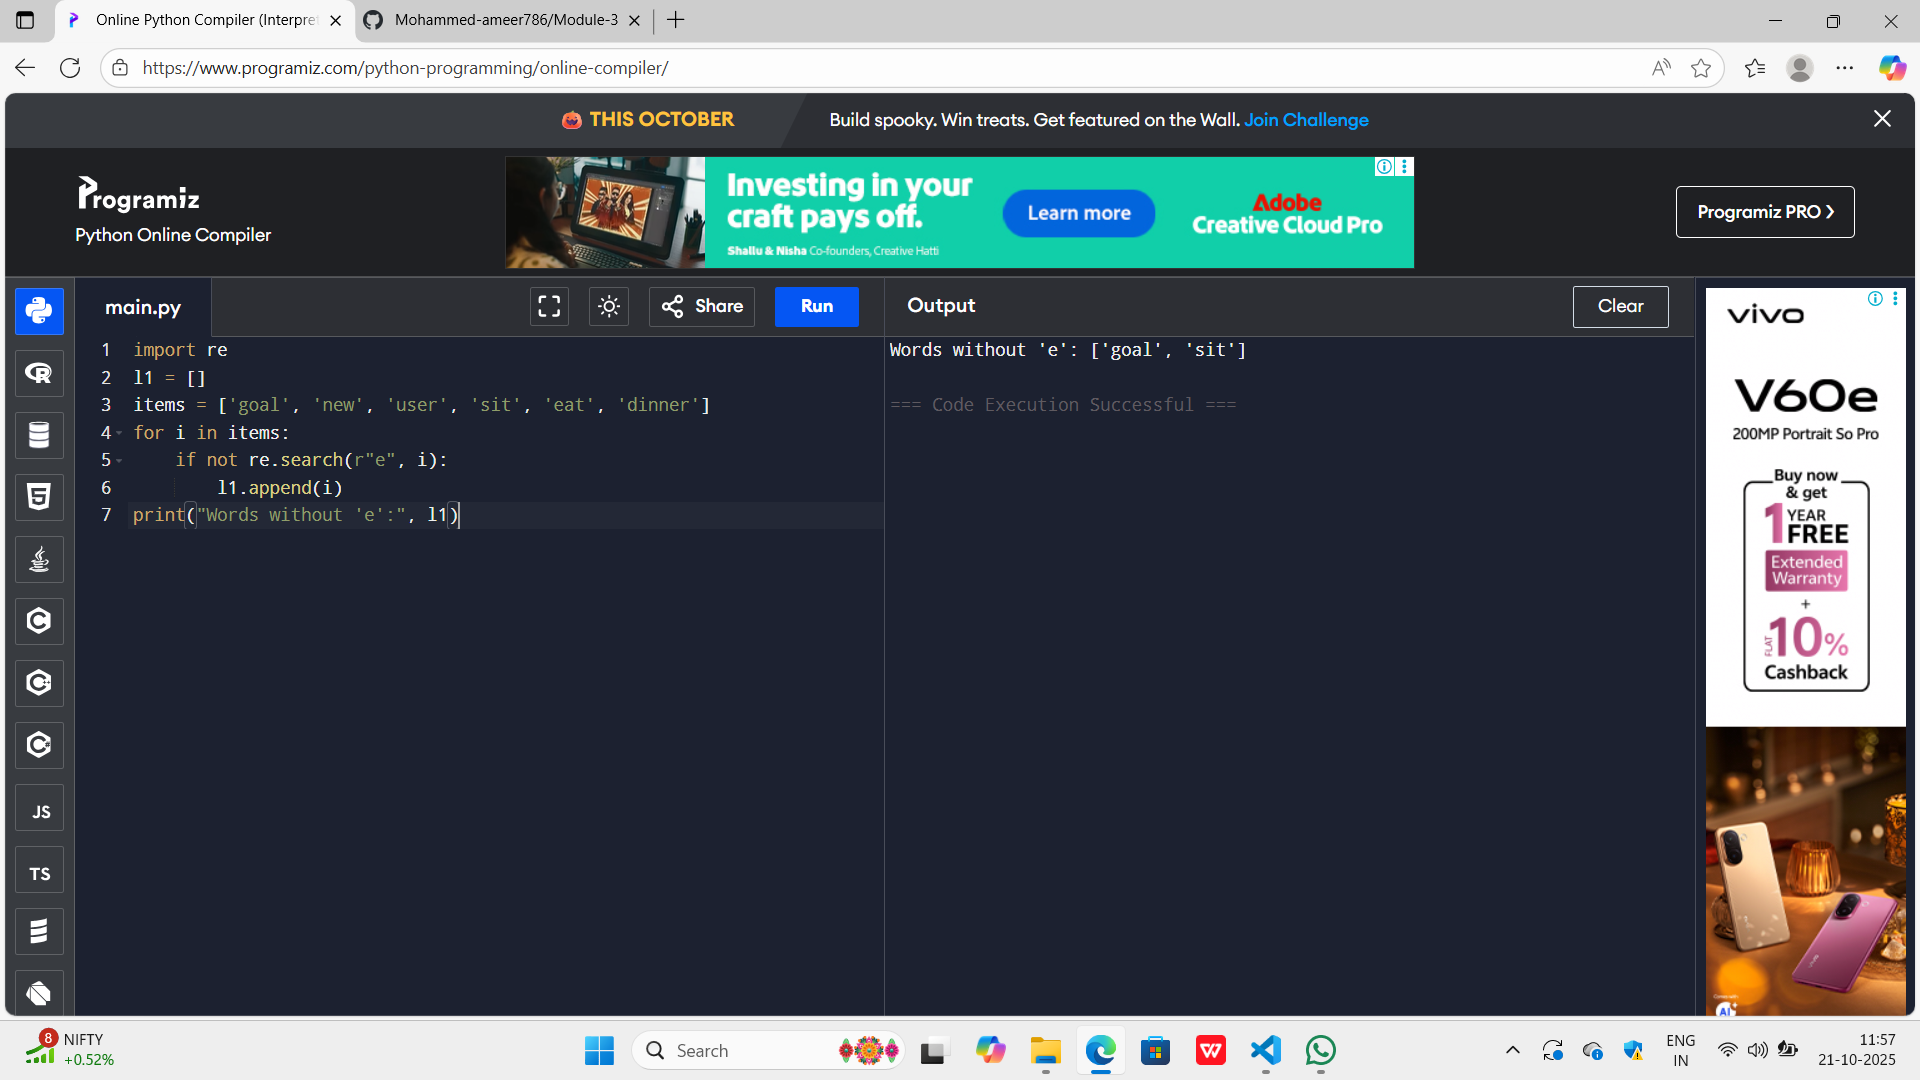 Online Python Compiler (Interpre
Mohammed-ameer786/Module-3
https://www.programiz.com/python-programming/online-compiler/
🎃 THIS OCTOBER
Build spooky. Win treats. Get featured on the Wall. Join Challenge
Programiz
Python Online Compiler
Investing in your
craft pays off.
Shallu & Nisha Co-founders, Creative Hatti
Learn more
Adobe
Creative Cloud Pro
Programiz PRO ❯
main.py
Share
Run
Output
Clear
1 import re
2 l1 = []
3 items = ['goal', 'new', 'user', 'sit', 'eat', 'dinner']
4 for i in items:
5     if not re.search(r"e", i):
6         l1.append(i)
7 print("Words without 'e':", l1)
Words without 'e': ['goal', 'sit']
=== Code Execution Successful ===
JS
TS
vivo
V60e
200MP Portrait So Pro
Buy now
& get
1 YEAR
FREE
Extended
Warranty
+
FLAT
10%
Cashback
AI
8
NIFTY
+0.52%
Search
ENG
IN
11:57
21-10-2025